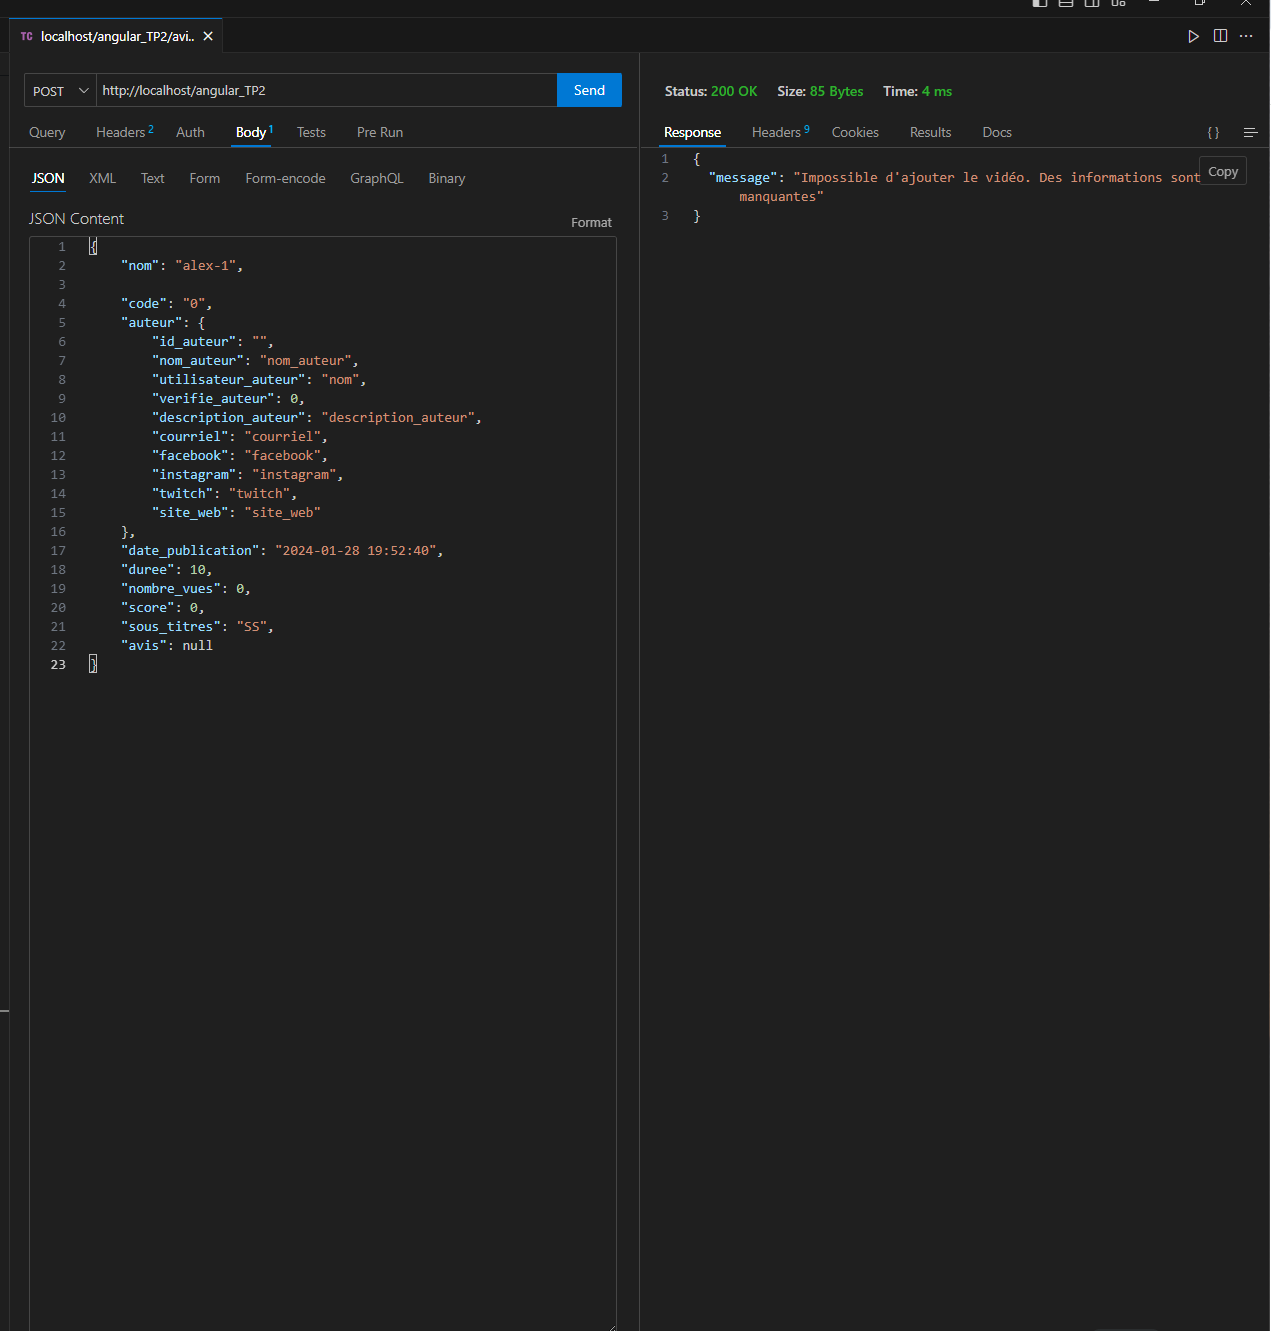 TC localhost/angular_TP2/avi..
POST http://localhost/angular_TP2 Send
Query Headers 2 Auth Body 1 Tests Pre Run
JSON XML Text Form Form-encode GraphQL Binary
JSON Content
Format
1 {
2 "nom": "alex-1",
3
4 "code": "0",
5 "auteur": {
6 "id_auteur": "",
7 "nom_auteur": "nom_auteur",
8 "utilisateur_auteur": "nom",
9 "verifie_auteur": 0,
10 "description_auteur": "description_auteur",
11 "courriel": "courriel",
12 "facebook": "facebook",
13 "instagram": "instagram",
14 "twitch": "twitch",
15 "site_web": "site_web"
16 },
17 "date_publication": "2024-01-28 19:52:40",
18 "duree": 10,
19 "nombre_vues": 0,
20 "score": 0,
21 "sous_titres": "SS",
22 "avis": null
23 }
Status: 200 OK Size: 85 Bytes Time: 4 ms
Response Headers 9 Cookies Results Docs { }
1 {
2 "message": "Impossible d'ajouter le vidéo. Des informations sont
manquantes"
3 }
Copy